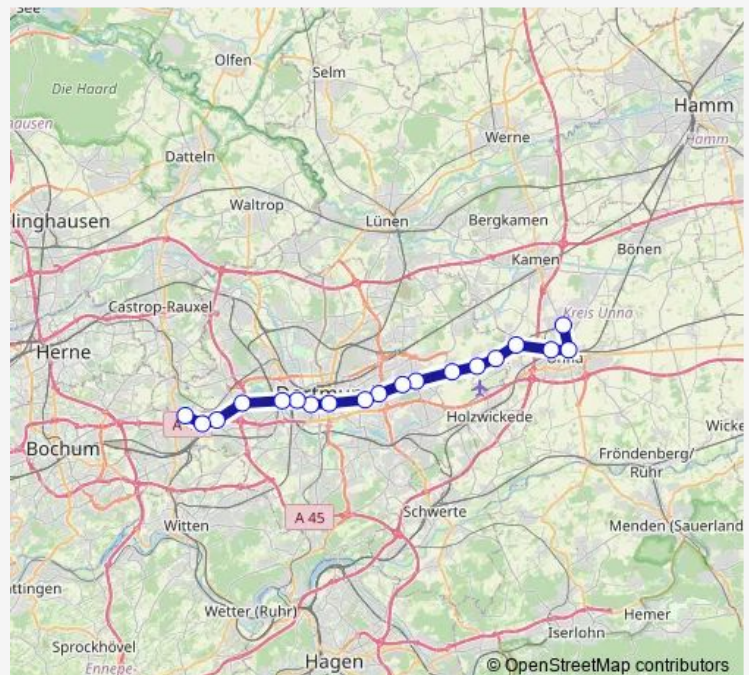 Olfen
Selm
Die Haard
Hamm
Hamm
Werne
Datteln
Waltrop
linghausen
Lünen
Bergkamen
Bönen
Kamen
Castrop-Rauxel
Kreis Unna
Herne
Unna
Dortmun
Holzwickede
A
Wicke
Bochum
Fröndenberg/
Ruhr
Schwerte
A 45
Witten
Menden (Sauerland
ttingen
Wetter (Ruhr)
Hemer
Iserlohn
Sprockhövel
Hagen
Ennepe-
© OpenStreetMap contributors